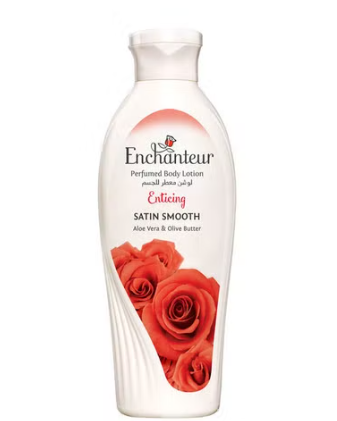 Enchanteur
Perfumed Body Lotion
لوشن معطر للجسم
Enticing
SATIN SMOOTH
Aloe Vera & Olive Butter